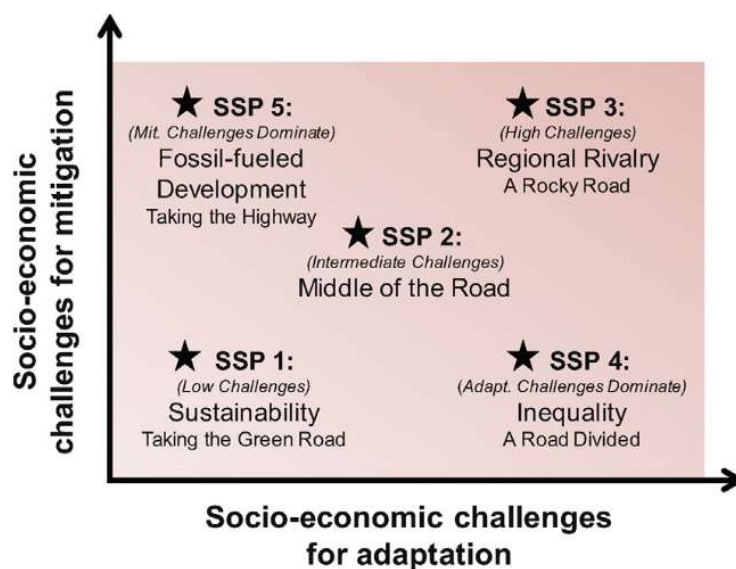 Socio-economic
challenges for mitigation
SSP 5:
(Mit. Challenges Dominate)
Fossil-fueled
Development
Taking the Highway
SSP 3:
(High Challenges)
Regional Rivalry
A Rocky Road
SSP 2:
(Intermediate Challenges)
Middle of the Road
SSP 1:
(Low Challenges)
Sustainability
Taking the Green Road
SSP 4:
(Adapt. Challenges Dominate)
Inequality
A Road Divided
Socio-economic challenges
for adaptation